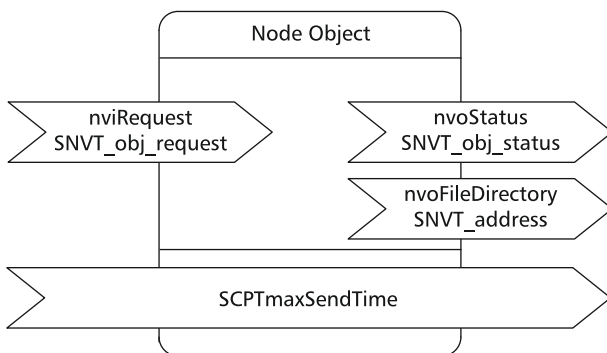 Node Object
nviRequest
SNVT_obj_request
nvoStatus
SNVT_obj_status
nvoFileDirectory
SNVT_address
SCPTmaxSendTime